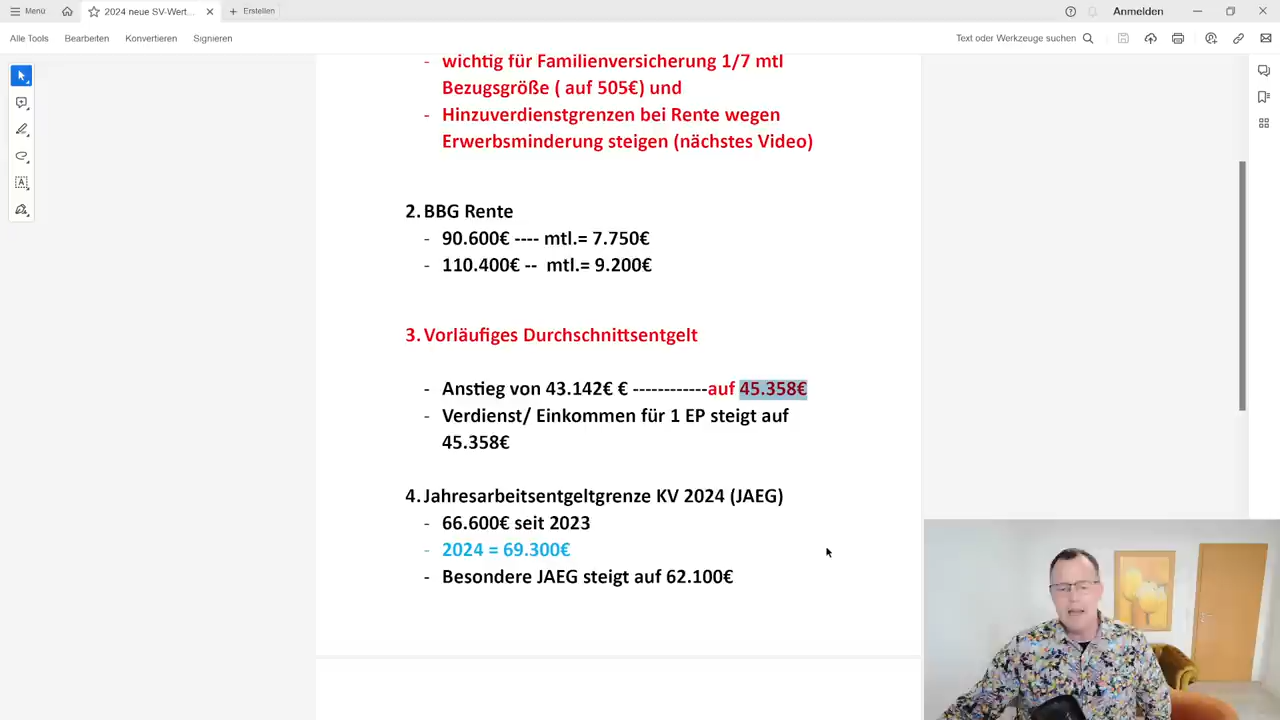 Menü
2024 neue SV-Wert...
Erstellen
Anmelden
Alle Tools
Bearbeiten
Konvertieren
Signieren
Text oder Werkzeuge suchen
- wichtig für Familienversicherung 1/7 mtl
Bezugsgröße ( auf 505€) und
- Hinzuverdienstgrenzen bei Rente wegen
Erwerbsminderung steigen (nächstes Video)
2. BBG Rente
- 90.600€ ---- mtl.= 7.750€
- 110.400€ -- mtl.= 9.200€
3. Vorläufiges Durchschnittsentgelt
- Anstieg von 43.142€ € ------------auf 45.358€
- Verdienst/ Einkommen für 1 EP steigt auf
45.358€
4. Jahresarbeitsentgeltgrenze KV 2024 (JAEG)
- 66.600€ seit 2023
- 2024 = 69.300€
- Besondere JAEG steigt auf 62.100€